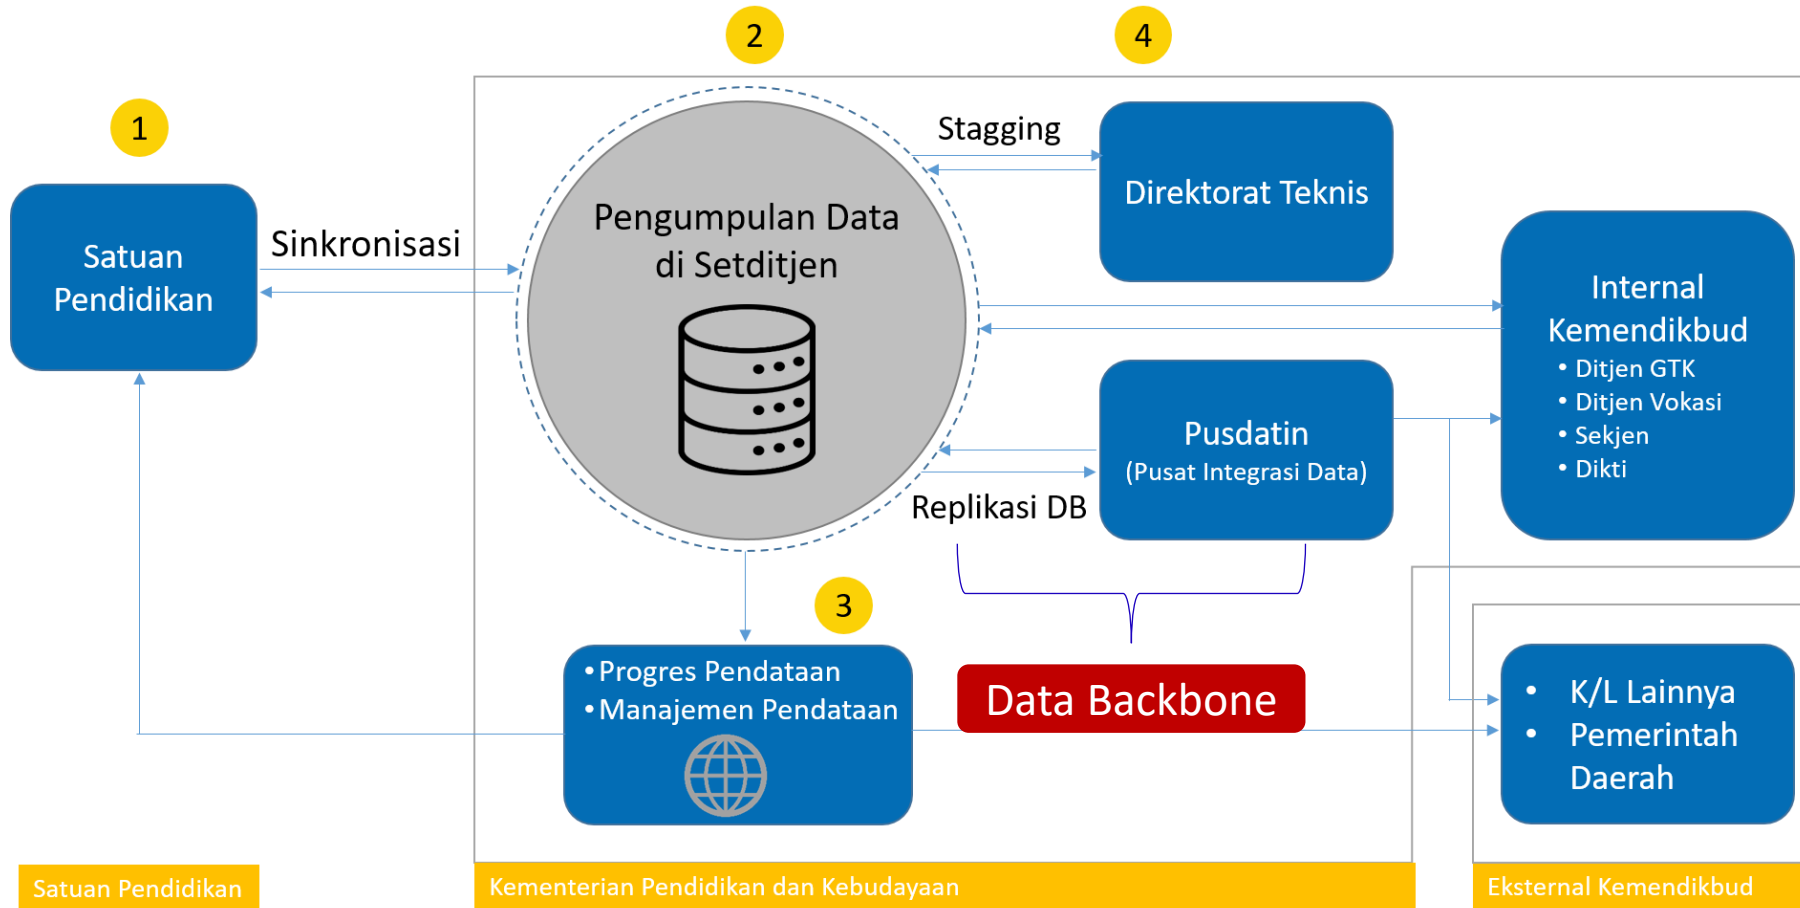 1
Satuan
Pendidikan
Sinkronisasi
2
Pengumpulan Data
di Setditjen
Stagging
4
Direktorat Teknis
Internal
Kemendikbud
• Ditjen GTK
• Ditjen Vokasi
• Sekjen
• Dikti
Pusdatin
(Pusat Integrasi Data)
Replikasi DB
3
• Progres Pendataan
• Manajemen Pendataan
Data Backbone
• K/L Lainnya
• Pemerintah
Daerah
Satuan Pendidikan
Kementerian Pendidikan dan Kebudayaan
Eksternal Kemendikbud